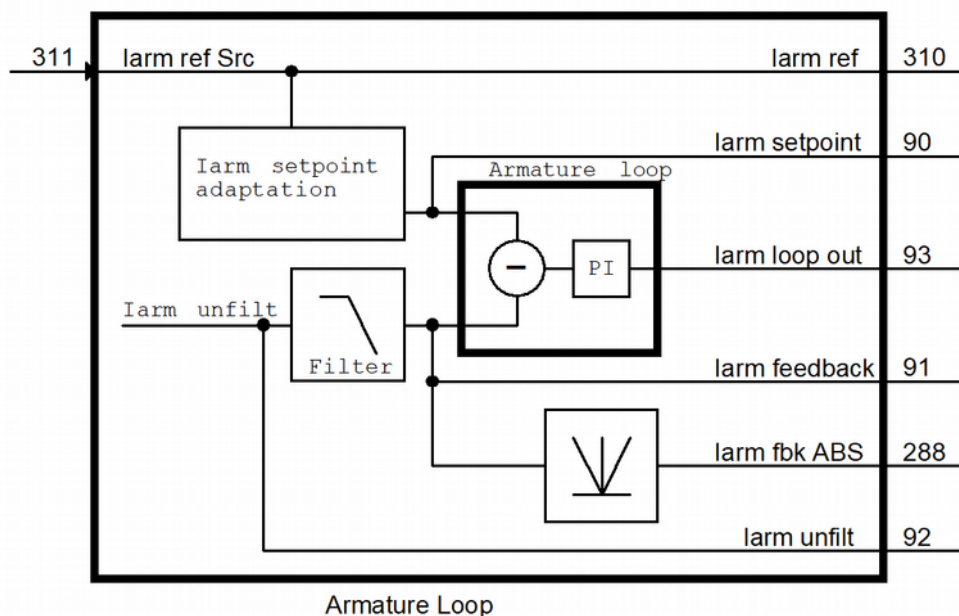 311
Iarm ref Src
Iarm ref
310
Iarm setpoint
90
Iarm setpoint
adaptation
Armature loop
−
PI
Iarm loop out
93
Iarm unfilt
Filter
Iarm feedback
91
Iarm fbk ABS
288
Iarm unfilt
92
Armature Loop